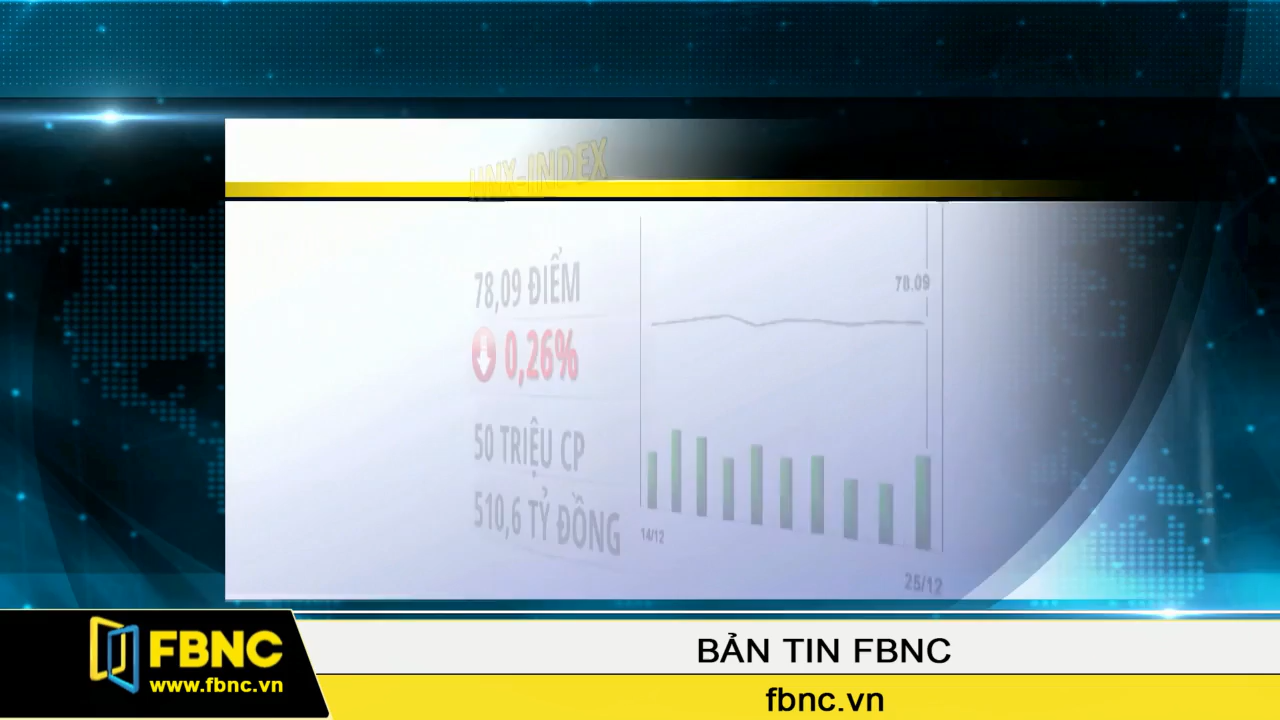 HNX-INDEX
78,09 ĐIỂM
0,26%
50 TRIỆU CP
510,6 TỶ ĐỒNG
78.09
14/12
25/12
FBNC
www.fbnc.vn
BẢN TIN FBNC
fbnc.vn